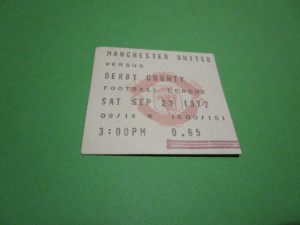 MANCHESTER UNITED
VERSUS
DERBY COUNTY
FOOTBALL LEAGUE
SAT SEP 23 1972
3:00PM 0.65